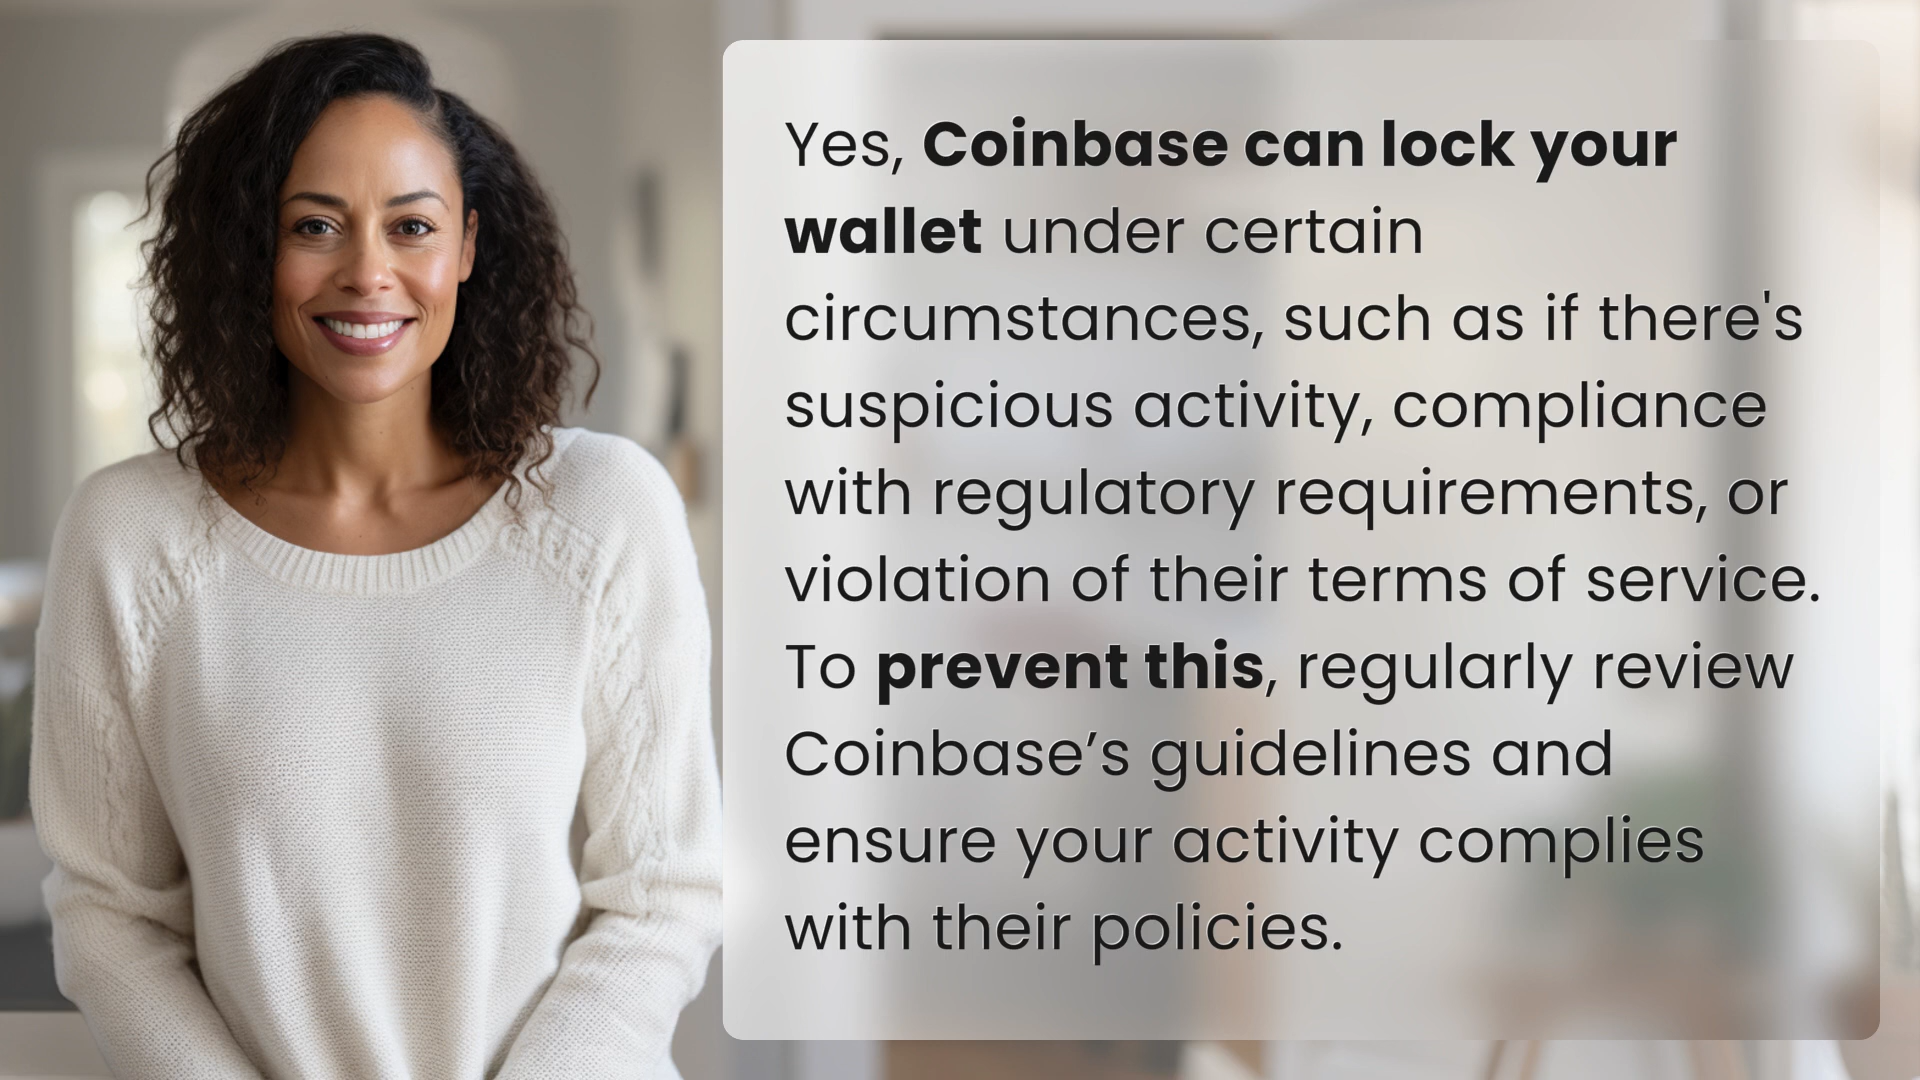 Yes, Coinbase can lock your
wallet under certain
circumstances, such as if there's
suspicious activity, compliance
with regulatory requirements, or
violation of their terms of service.
To prevent this, regularly review
Coinbase’s guidelines and
ensure your activity complies
with their policies.